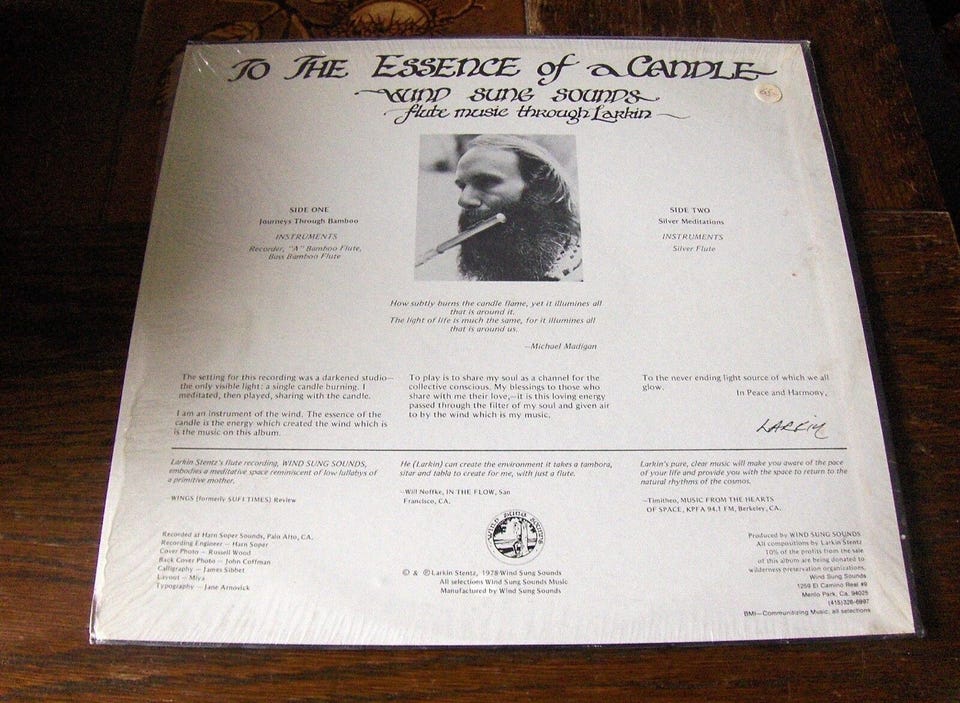 To The Essence of a Candle
Wind Sung Sounds
flute music through Larkin
65-
SIDE ONE
Journeys Through Bamboo
INSTRUMENTS
Recorder, "A" Bamboo Flute,
Bass Bamboo Flute
SIDE TWO
Silver Meditations
INSTRUMENTS
Silver Flute
How subtly burns the candle flame, yet it illumines all
that is around it.
The light of life is much the same, for it illumines all
that is around us.
—Michael Madigan
The setting for this recording was a darkened studio—
the only visible light: a single candle burning. I
meditated, then played, sharing with the candle.
I am an instrument of the wind. The essence of the
candle is the energy which created the wind which is
is the music on this album.
To play is to share my soul as a channel for the
collective conscious. My blessings to those who
share with me their love,—it is this loving energy
passed through the filter of my soul and given air
to by the wind which is my music.
To the never ending light source of which we all
glow.
In Peace and Harmony,
LARKIN
Larkin Stentz's flute recording, WIND SUNG SOUNDS,
embodies a meditative space reminiscent of low lullabys of
a primitive mother.
—WINGS (formerly SUFI TIMES) Review
He (Larkin) can create the environment it takes a tambora,
sitar and tabla to create for me, with just a flute.
—Will Noffke, IN THE FLOW, San
Francisco, CA.
Larkin's pure, clear music will make you aware of the pace
of your life and provide you with the space to return to the
natural rhythms of the cosmos.
—Timitheo, MUSIC FROM THE HEARTS
OF SPACE, KPFA 94.1 FM, Berkeley, CA.
Recorded at Harn Soper Sounds, Palo Alto, CA.
Recording Engineer — Harn Soper
Cover Photo — Russell Wood
Back Cover Photo — John Coffman
Calligraphy — James Sibbet
Layout — Miya
Typography — Jane Arnovick
WIND SUNG SOUNDS
© & ℗Larkin Stentz, 1978/Wind Sung Sounds
All selections Wind Sung Sounds Music
Manufactured by Wind Sung Sounds
Produced by WIND SUNG SOUNDS
All compositions by Larkin Stentz
10% of the profits from the sale
of this album are being donated to
wilderness preservation organizations,
Wind Sung Sounds
1259 El Camino Real #9
Menlo Park, Ca. 94025
(415)326-6997
BMI—Communitizing Music, all selections